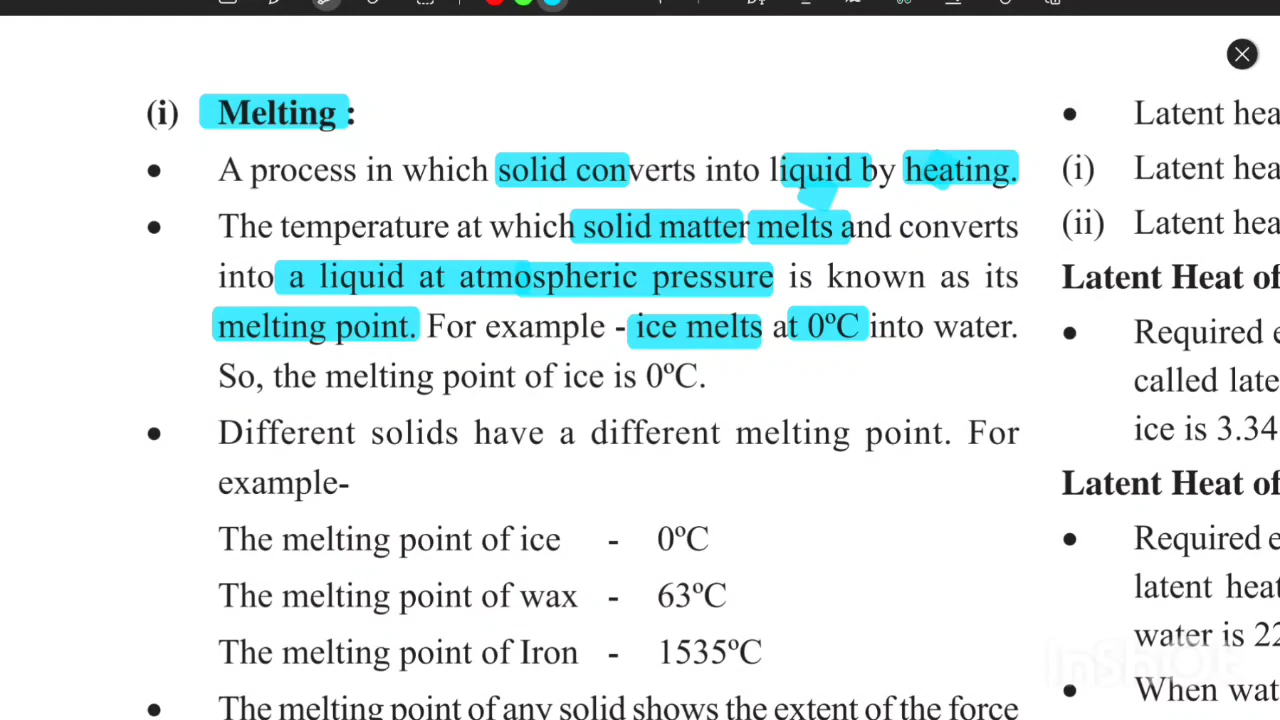 (i) Melting :
• A process in which solid converts into liquid by heating.
• The temperature at which solid matter melts and converts
into a liquid at atmospheric pressure is known as its
melting point. For example - ice melts at 0ºC into water.
So, the melting point of ice is 0ºC.
• Different solids have a different melting point. For
example-
The melting point of ice - 0ºC
The melting point of wax - 63ºC
The melting point of Iron - 1535ºC
• The melting point of any solid shows the extent of the force
• Latent hea
(i) Latent hea
(ii) Latent hea
Latent Heat of
• Required e
called late
ice is 3.34
Latent Heat of
• Required e
latent heat
water is 22
• When wat
InShOt